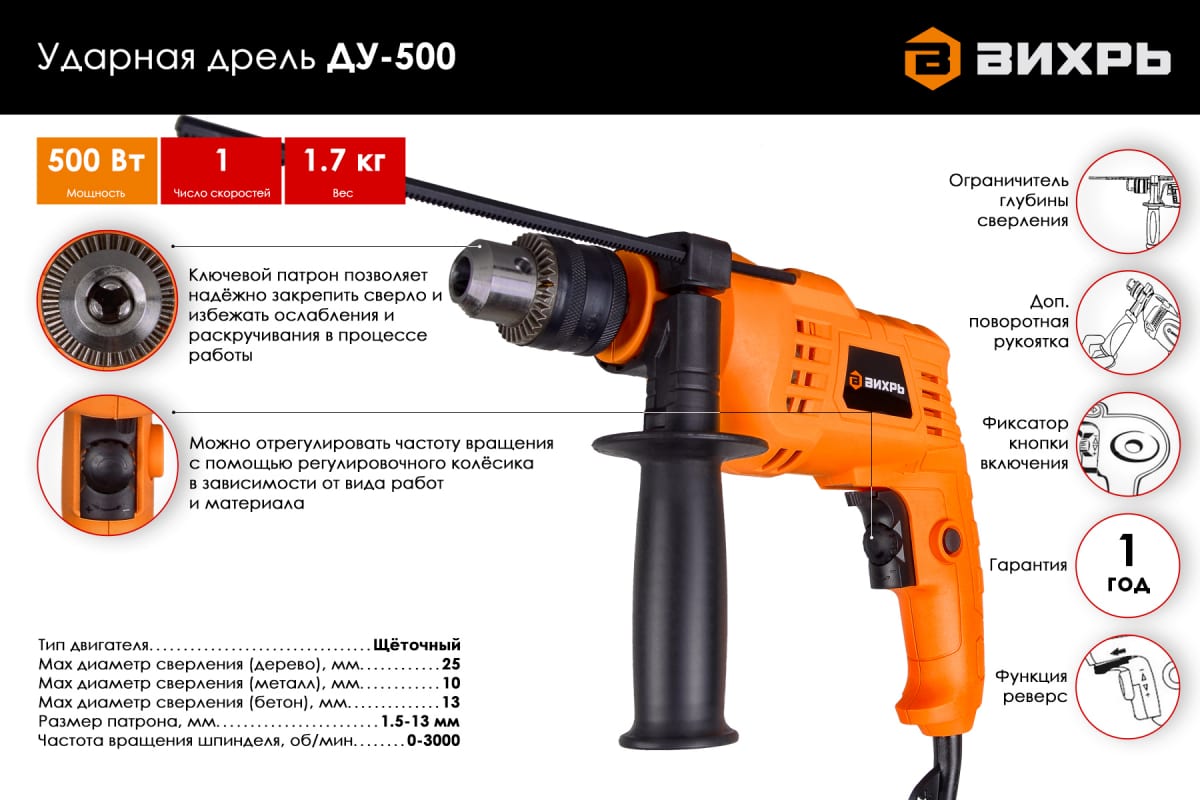 Ударная дрель ДУ-500
ВИХРЬ
500 Вт
Мощность
1
Число скоростей
1.7 кг
Вес
Ключевой патрон позволяет
надёжно закрепить сверло и
избежать ослабления и
раскручивания в процессе
работы
Можно отрегулировать частоту вращения
с помощью регулировочного колёсика
в зависимости от вида работ
и материала
ВИХРЬ
Ограничитель
глубины
сверления
Доп.
поворотная
рукоятка
Фиксатор
кнопки
включения
Гарантия
1
год
Функция
реверс
Тип двигателя Щёточный
Мах диаметр сверления (дерево), мм. 25
Мах диаметр сверления (металл), мм. 10
Мах диаметр сверления (бетон), мм. 13
Размер патрона, мм. 1.5-13 мм
Частота вращения шпинделя, об/мин. 0-3000